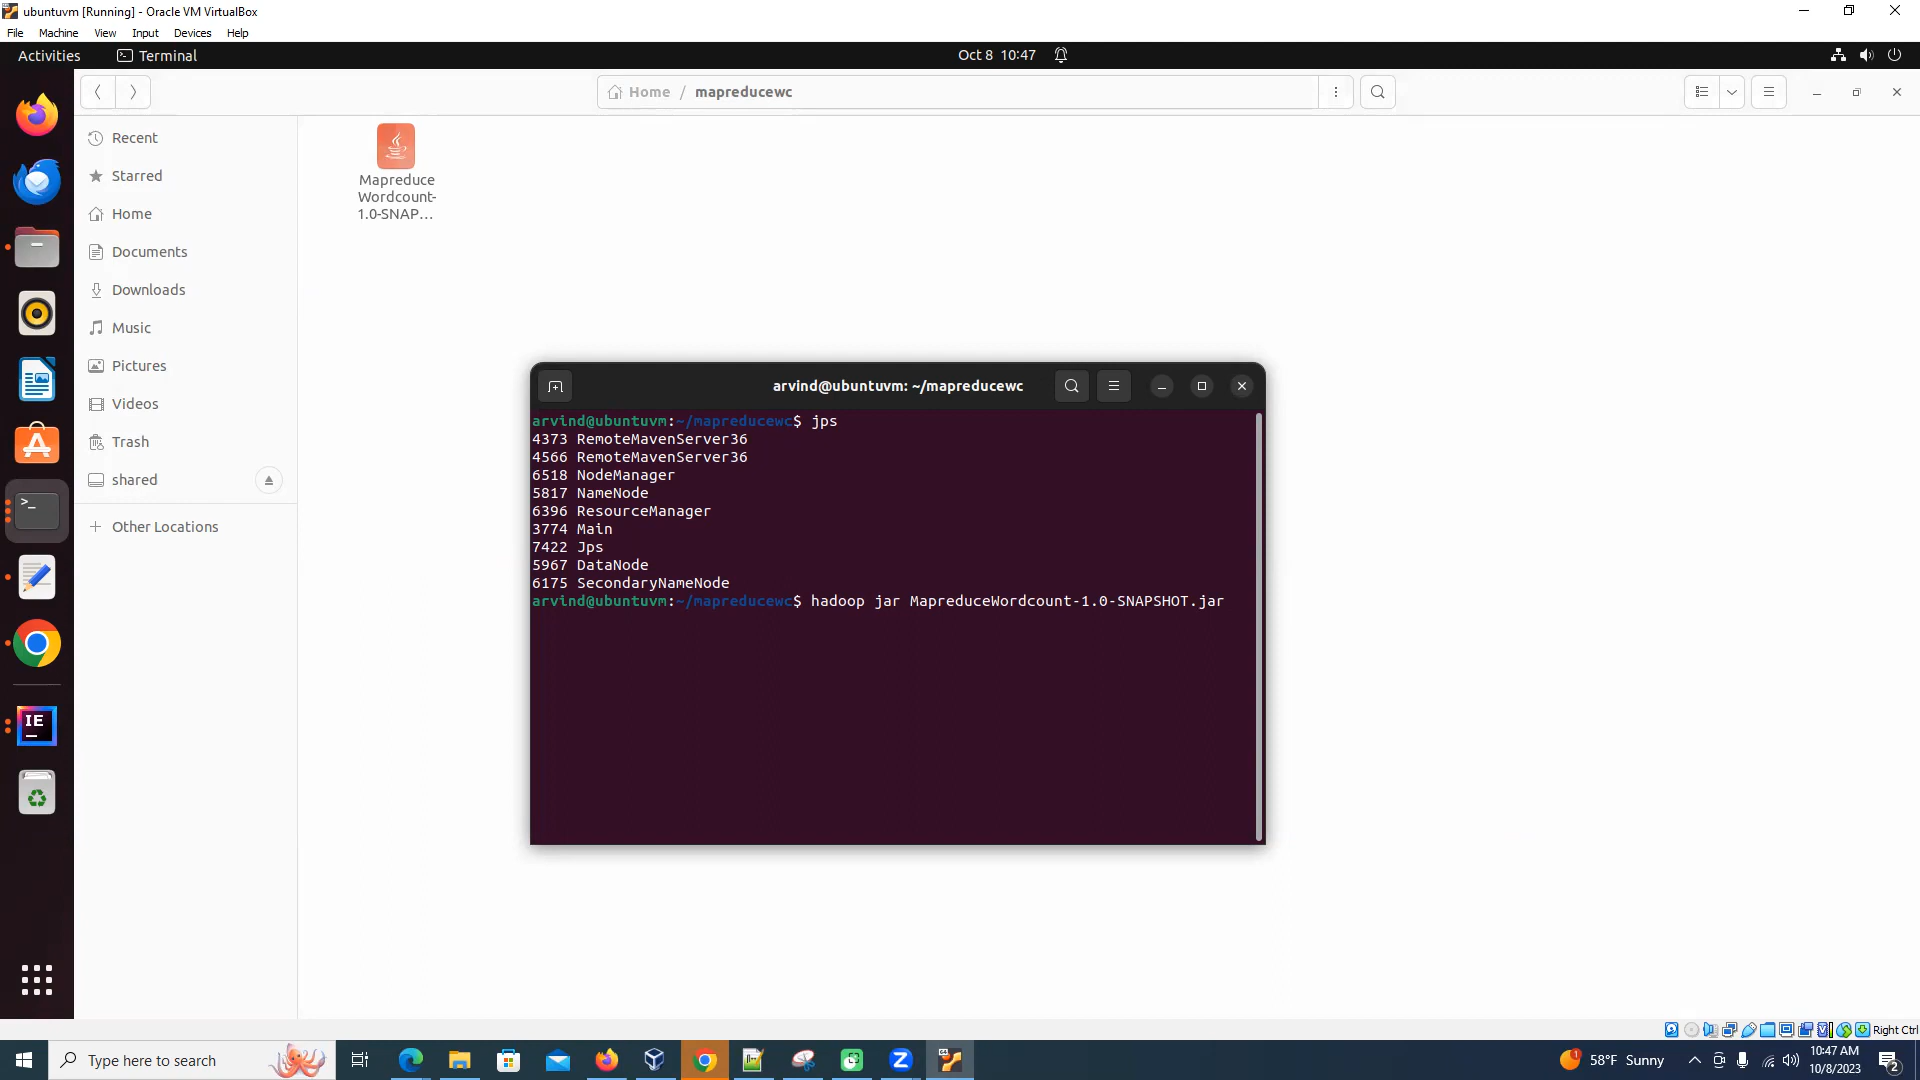 ubuntuvm [Running] - Oracle VM VirtualBox
File Machine View Input Devices Help
Activities Terminal Oct 8 10:47
Home / mapreducewc
Recent
Starred
Home
Documents
Downloads
Music
Pictures
Videos
Trash
shared
+ Other Locations
Mapreduce
Wordcount-
1.0-SNAP...
arvind@ubuntuvm: ~/mapreducewc
arvind@ubuntuvm:~/mapreducewc$ jps
4373 RemoteMavenServer36
4566 RemoteMavenServer36
6518 NodeManager
5817 NameNode
6396 ResourceManager
3774 Main
7422 Jps
5967 DataNode
6175 SecondaryNameNode
arvind@ubuntuvm:~/mapreducewc$ hadoop jar MapreduceWordcount-1.0-SNAPSHOT.jar
>_
IE
Right Ctrl
Type here to search
1
58°F Sunny
10:47 AM
10/8/2023
2